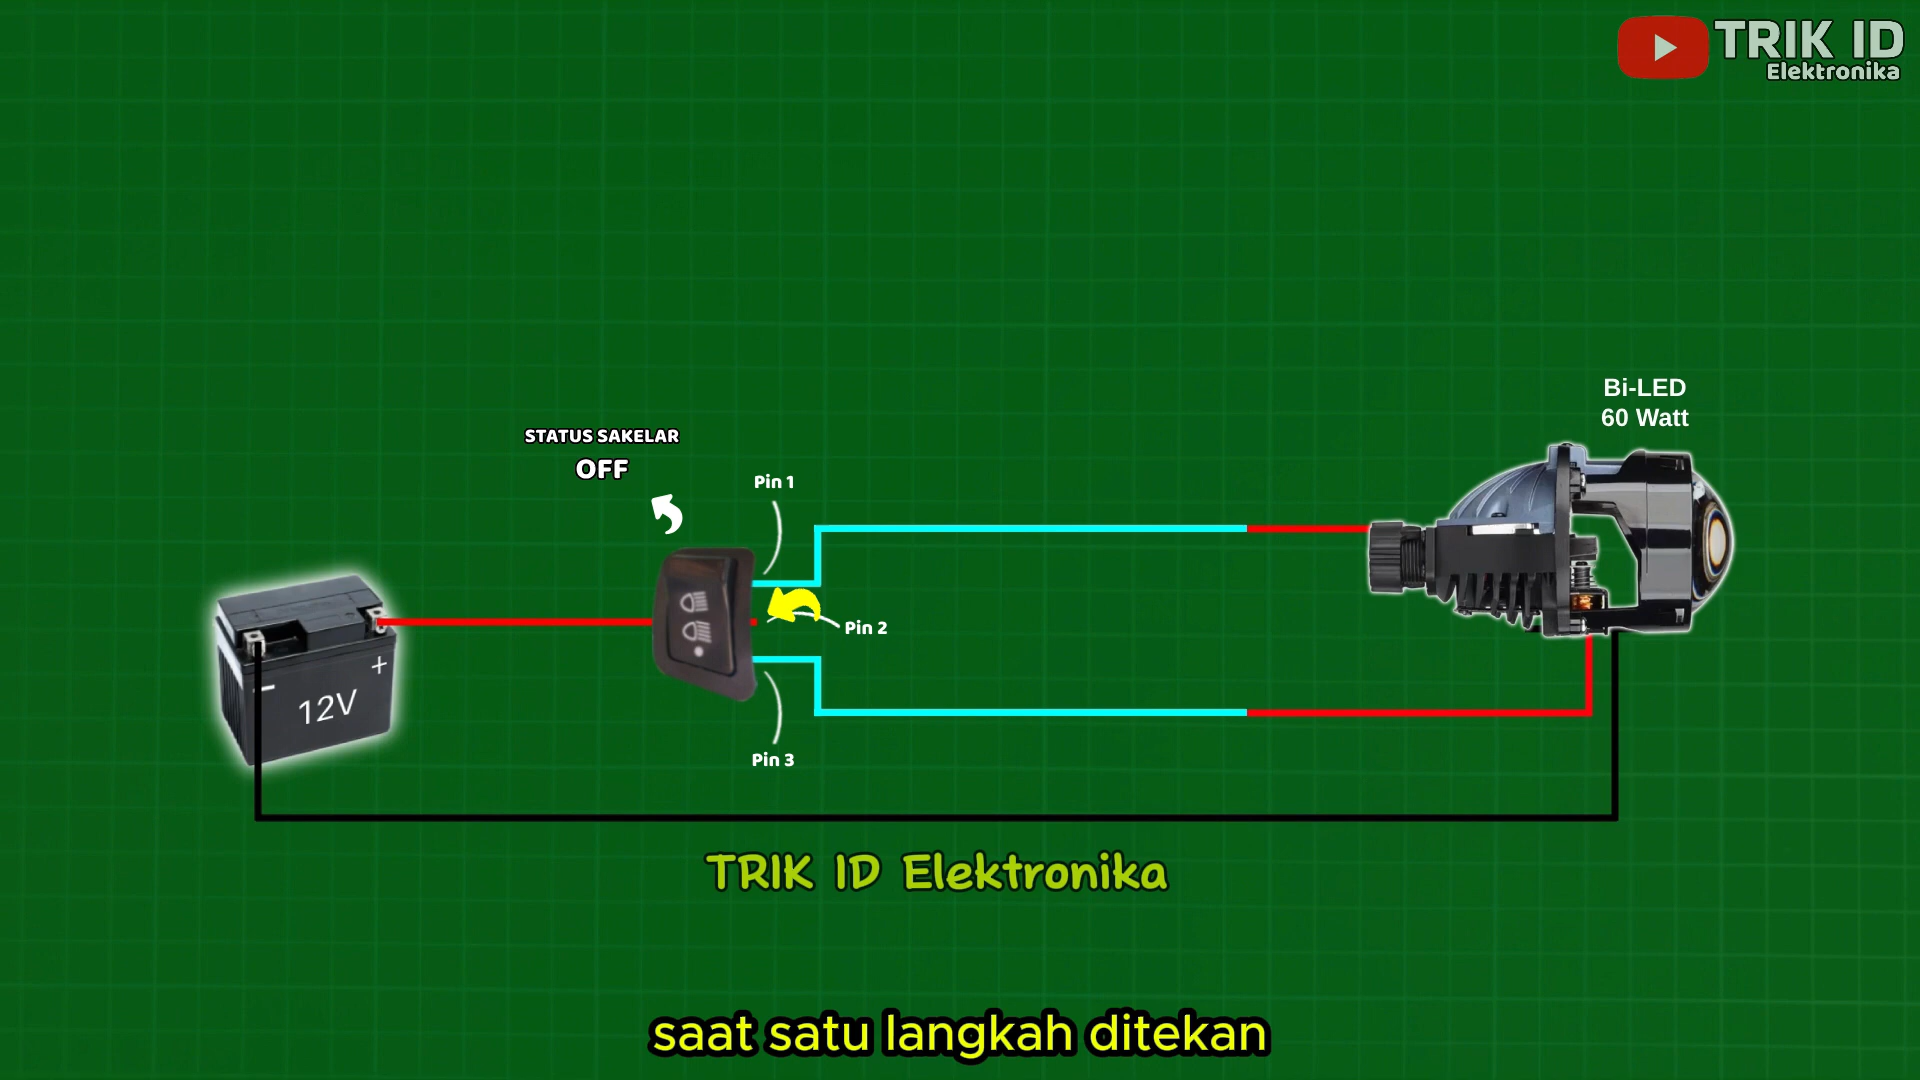 TRIK ID
Elektronika
Bi-LED
60 Watt
STATUS SAKELAR
OFF
Pin 1
Pin 2
Pin 3
12V
TRIK ID Elektronika
saat satu langkah ditekan